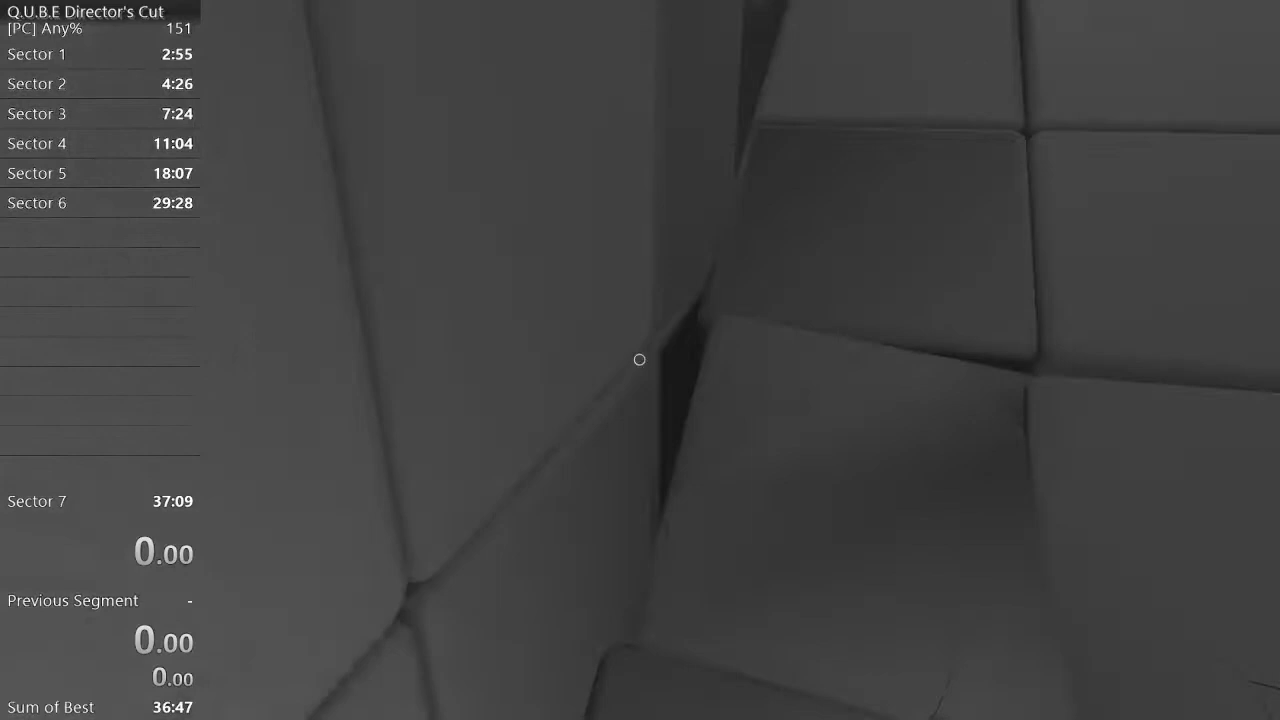 Q.U.B.E Director's Cut
[PC] Any% 151
Sector 1 2:55
Sector 2 4:26
Sector 3 7:24
Sector 4 11:04
Sector 5 18:07
Sector 6 29:28
Sector 7 37:09
0.00
Previous Segment -
0.00
0.00
Sum of Best 36:47